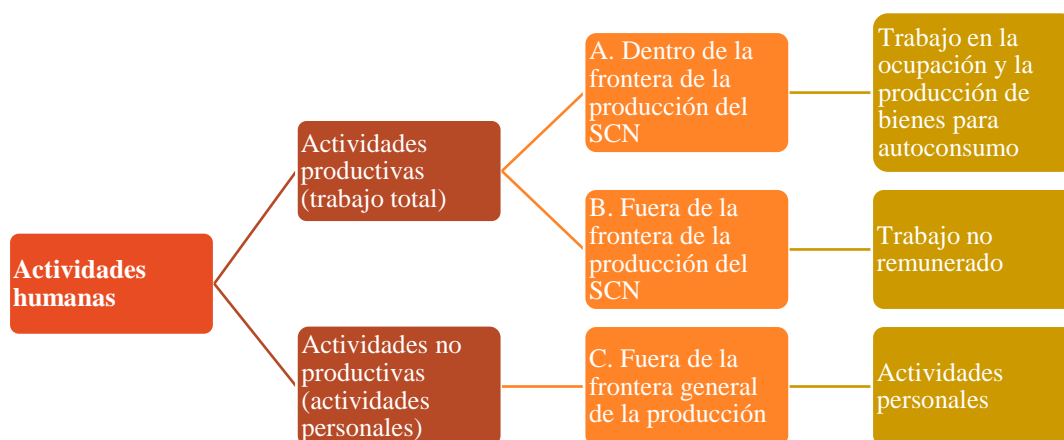 Actividades
humanas
Actividades
productivas
(trabajo total)
A. Dentro de la
frontera de la
producción del
SCN
Trabajo en la
ocupación y la
producción de
bienes para
autoconsumo
B. Fuera de la
frontera de la
producción del
SCN
Trabajo no
remunerado
Actividades no
productivas
(actividades
personales)
C. Fuera de la
frontera general
de la producción
Actividades
personales